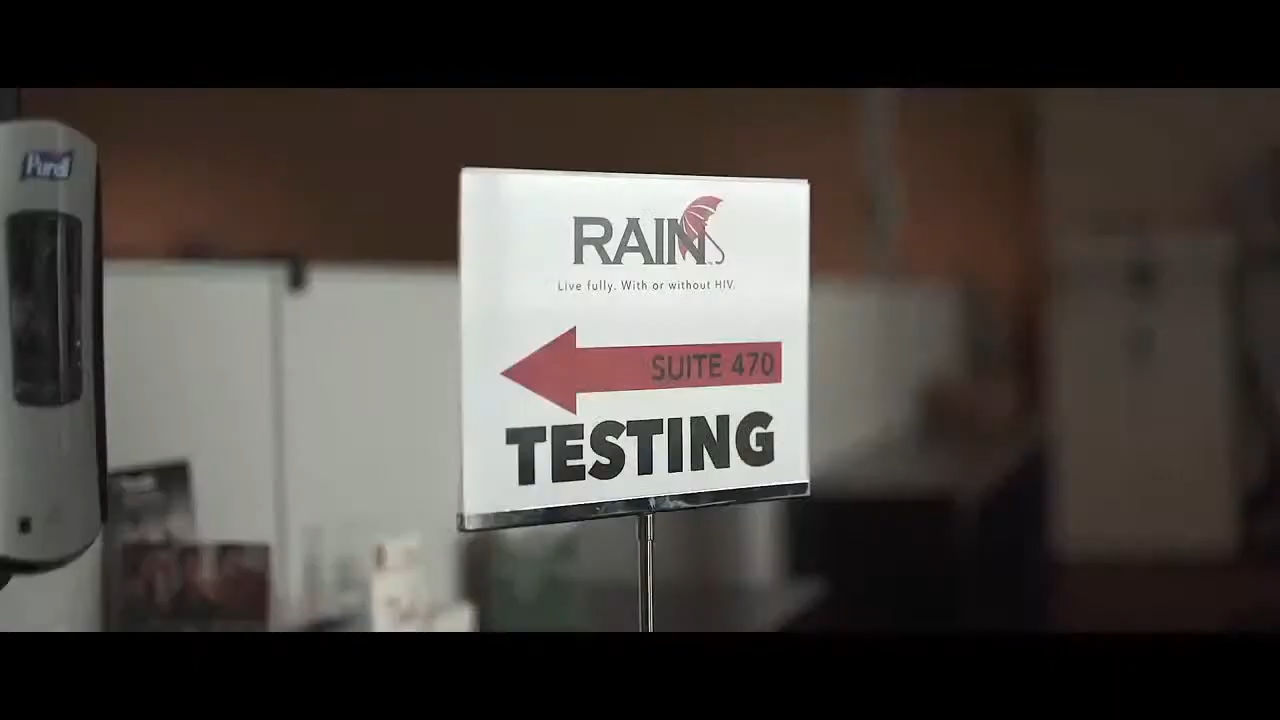 Purell
RAIN
Live fully. With or without HIV.
SUITE 470
TESTING